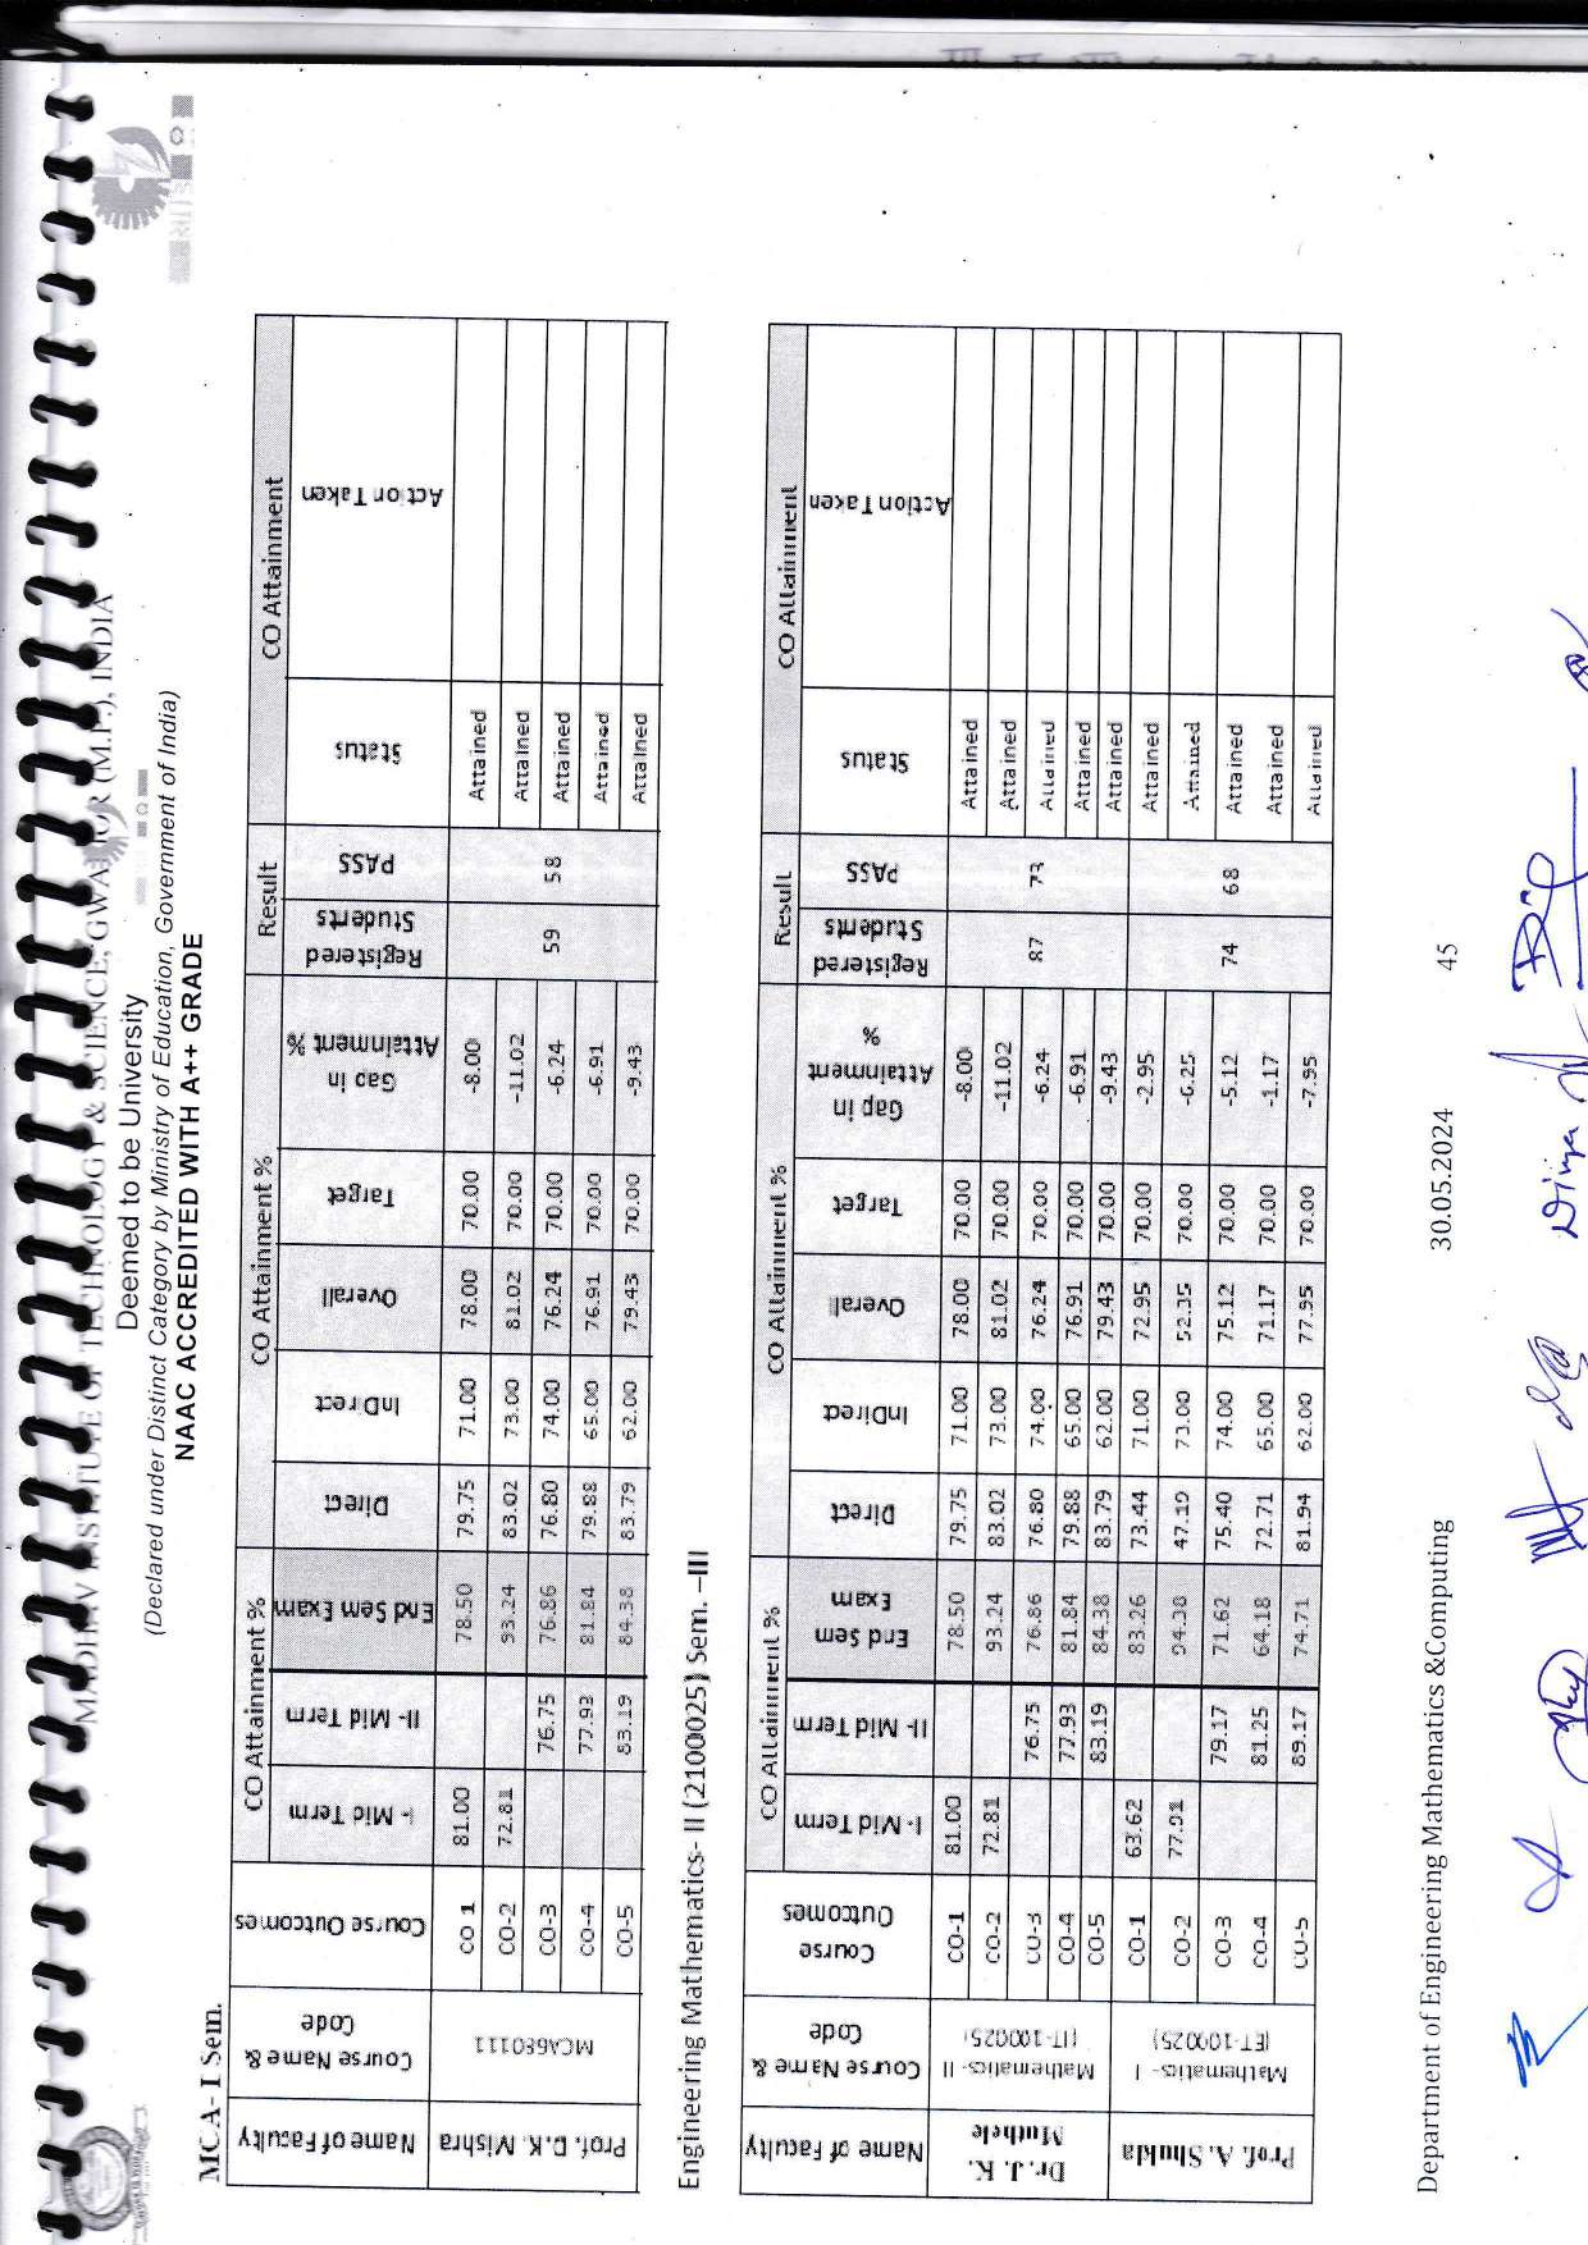 MADHAV INSTITUTE OF TECHNOLOGY & SCIENCE, GWALIOR (M.P.), INDIA
Deemed to be University
(Declared under Distinct Category by Ministry of Education, Government of India)
NAAC ACCREDITED WITH A++ GRADE
MCA- I Sem.
CO Attainment % CO Attainment % Result CO Attainment
Name of Faculty Course Name & Code Course Outcomes I- Mid Term II- Mid Term End Sem Exam Direct InDirect Overall Target Gap in Attainment % Registered Students PASS Status Action Taken
Prof. D.K. Mishra MCA680111 59 58
CO 1 81.00 78.50 79.75 71.00 78.00 70.00 -8.00 Attained
CO-2 72.81 93.24 83.02 73.00 81.02 70.00 -11.02 Attained
CO-3 76.75 76.86 76.80 74.00 76.24 70.00 -6.24 Attained
CO-4 77.93 81.84 79.88 65.00 76.91 70.00 -6.91 Attained
CO-5 83.19 84.38 83.79 62.00 79.43 70.00 -9.43 Attained
Engineering Mathematics- II (2100025) Sem. –III
CO Attainment % CO Attainment % Result CO Attainment
Name of Faculty Course Name & Code Course Outcomes I- Mid Term II- Mid Term End Sem Exam Direct InDirect Overall Target Gap in Attainment % Registered Students PASS Status Action Taken
Dr. J. K. Muthele Mathematics- II (IT-100025) 87 73
CO-1 81.00 78.50 79.75 71.00 78.00 70.00 -8.00 Attained
CO-2 72.81 93.24 83.02 73.00 81.02 70.00 -11.02 Attained
CO-3 76.75 76.86 76.80 74.00 76.24 70.00 -6.24 Attained
CO-4 77.93 81.84 79.88 65.00 76.91 70.00 -6.91 Attained
CO-5 83.19 84.38 83.79 62.00 79.43 70.00 -9.43 Attained
Prof. A. Shukla Mathematics- I (ET-100025) 74 68
CO-1 63.62 83.26 73.44 71.00 72.95 70.00 -2.95 Attained
CO-2 77.91 94.38 47.19 73.00 52.35 70.00 -6.25 Attained
CO-3 79.17 71.62 75.40 74.00 75.12 70.00 -5.12 Attained
CO-4 81.25 64.18 72.71 65.00 71.17 70.00 -1.17 Attained
CO-5 89.17 74.71 81.94 62.00 77.95 70.00 -7.95 Attained
Department of Engineering Mathematics &Computing 30.05.2024 45